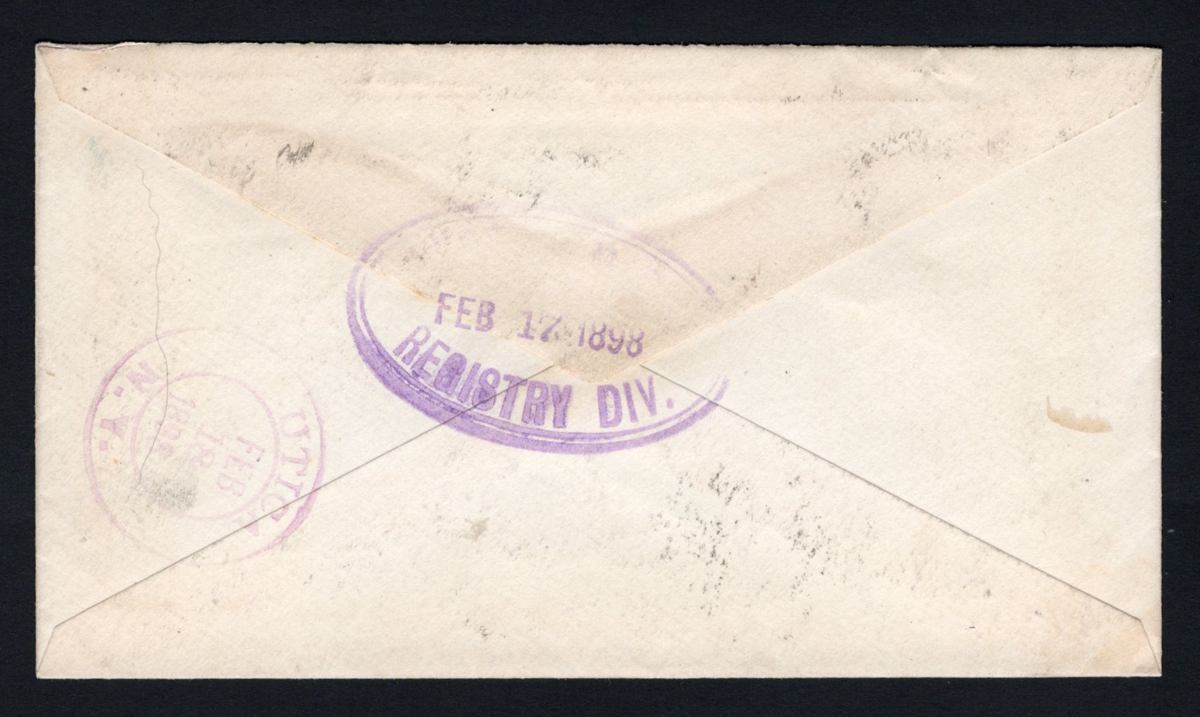 FEB 17 1898
REGISTRY DIV.
UTICA
FEB
18
N.Y.